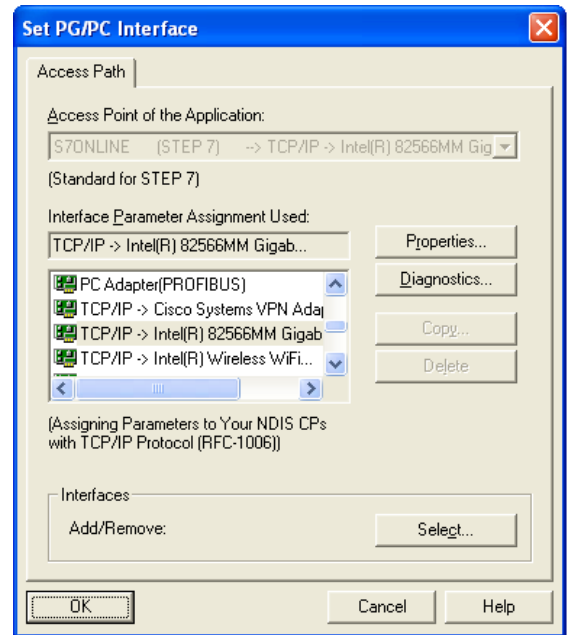 Set PG/PC Interface
Access Path
Access Point of the Application:
S7ONLINE (STEP 7) --> TCP/IP -> Intel(R) 82566MM Gig
(Standard for STEP 7)
Interface Parameter Assignment Used:
TCP/IP -> Intel(R) 82566MM Gigab...
Properties...
PC Adapter(PROFIBUS)
Diagnostics...
TCP/IP -> Cisco Systems VPN Adap
TCP/IP -> Intel(R) 82566MM Gigab
Copy...
TCP/IP -> Intel(R) Wireless WiFi...
Delete
(Assigning Parameters to Your NDIS CPs
with TCP/IP Protocol (RFC-1006))
Interfaces
Add/Remove:
Select...
OK
Cancel
Help